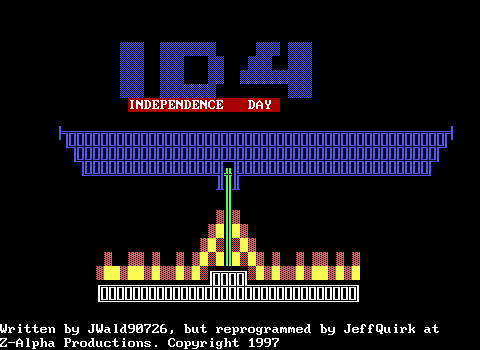 ID4
INDEPENDENCE DAY
Written by JWald90726, but reprogrammed by JeffQuirk at
Z-Alpha Productions. Copyright 1997